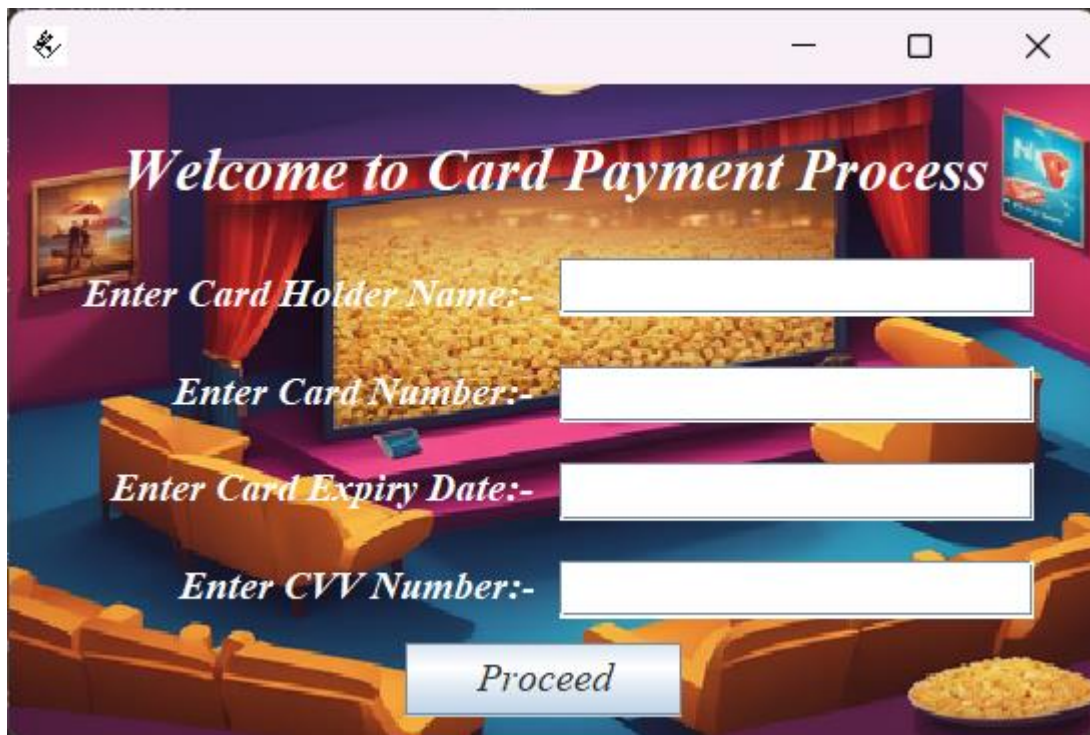 Welcome to Card Payment Process
Enter Card Holder Name:-
Enter Card Number:-
Enter Card Expiry Date:-
Enter CVV Number:-
Proceed